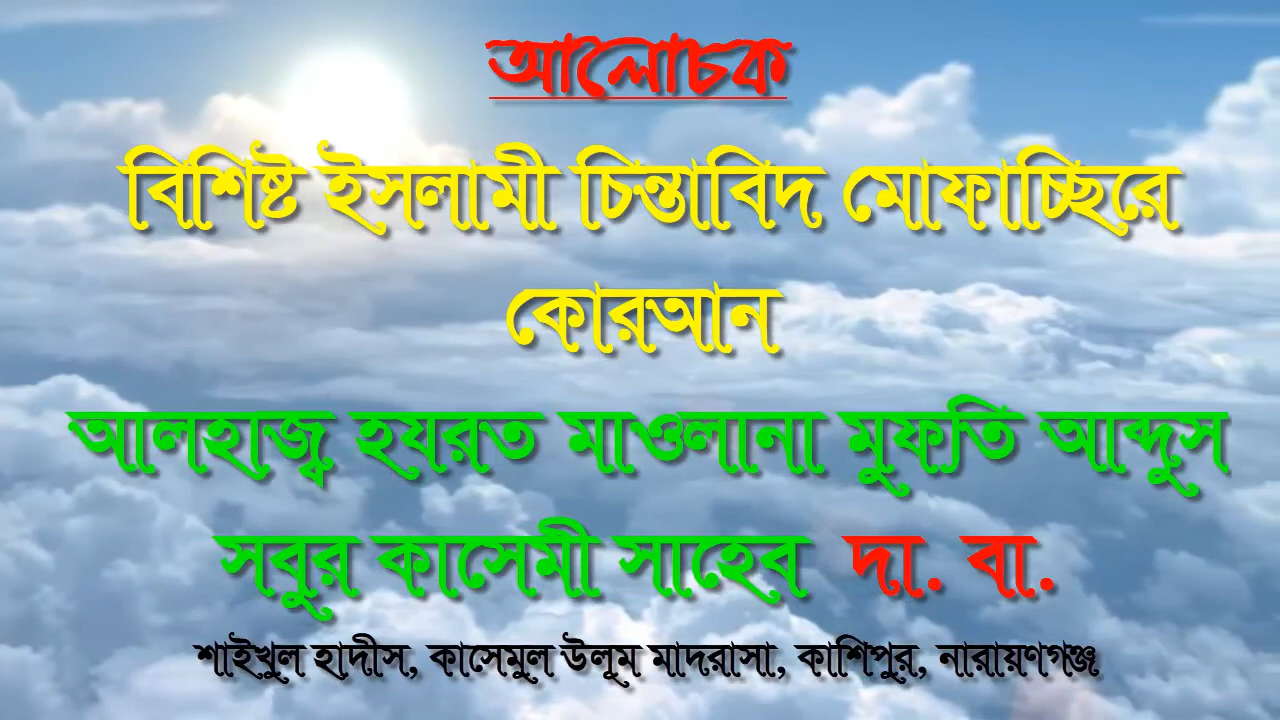 আলোচক
বিশিষ্ট ইসলামী চিন্তাবিদ মোফাচ্ছিরে
কোরআন
আলহাজ্ব হযরত মাওলানা মুফতি আব্দুস
সবুর কাসেমী সাহেব দা. বা.
শাইখুল হাদীস, কাসেমুল উলূম মাদরাসা, কাশিপুর, নারায়ণগঞ্জ